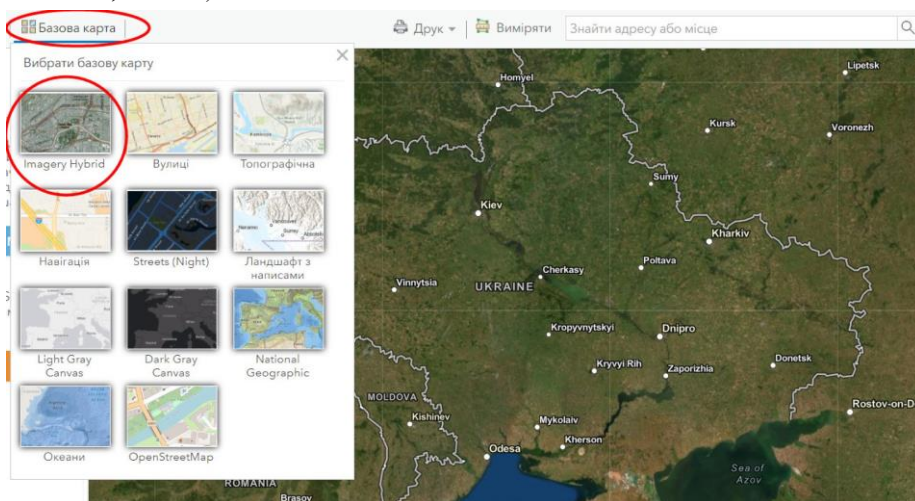 Базова карта
Друк
Виміряти
Знайти адресу або місце
Вибрати базову карту
Imagery Hybrid
Вулиці
Топографічна
Навігація
Streets (Night)
Ландшафт з
написами
Light Gray
Canvas
Dark Gray
Canvas
National
Geographic
Океани
OpenStreetMap
Homyel
Lipetsk
Kursk
Voronezh
Sumy
Kiev
Kharkiv
Poltava
Cherkasy
Vinnytsia
UKRAINE
Kropyvnytskyi
Dnipro
Donetsk
Kryvyi Rih
Zaporizhia
MOLDOVA
Kishinev
Mykolaiv
Rostov-on-D
Kherson
Odesa
Sea of
Azov
ROMANIA
Brasov